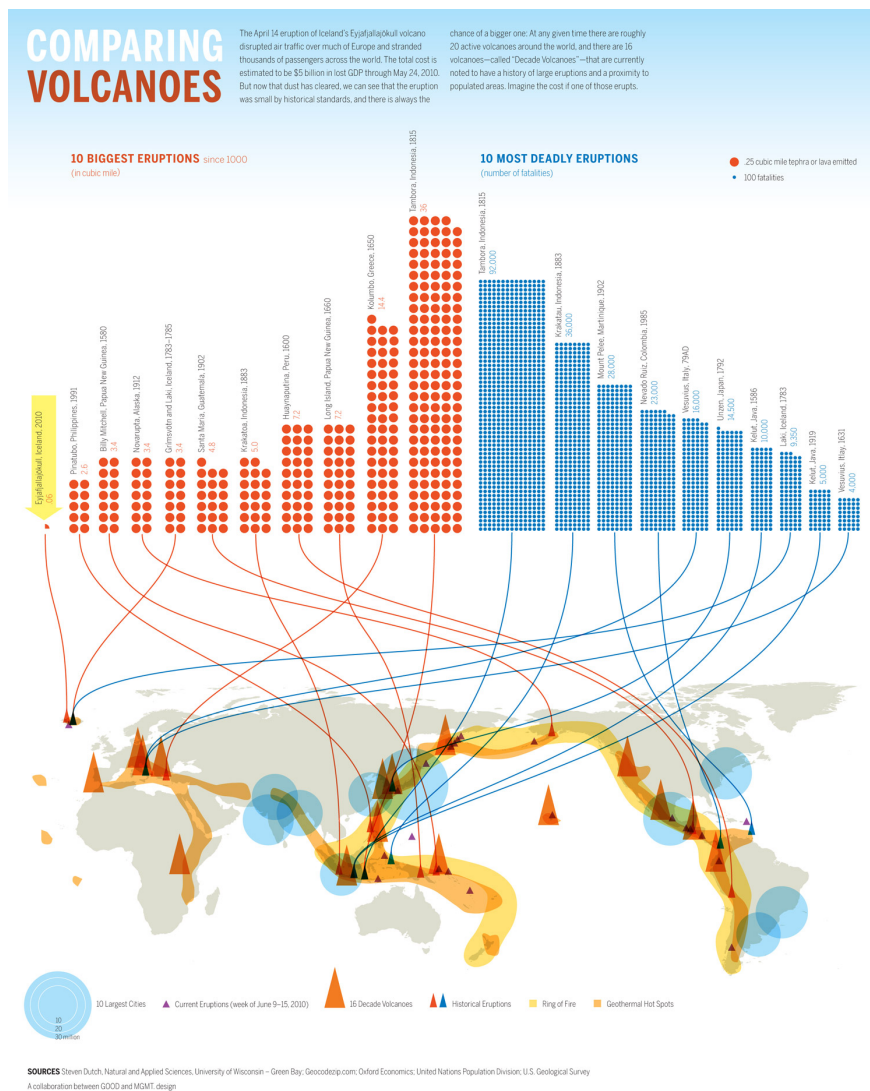 COMPARING
VOLCANOES
The April 14 eruption of Iceland's Eyjafjallajökull volcano
disrupted air traffic over much of Europe and stranded
thousands of passengers across the world. The total cost is
estimated to be $5 billion in lost GDP through May 24, 2010.
But now that dust has cleared, we can see that the eruption
was small by historical standards, and there is always the
chance of a bigger one: At any given time there are roughly
20 active volcanoes around the world, and there are 16
volcanoes—called "Decade Volcanoes"—that are currently
noted to have a history of large eruptions and a proximity to
populated areas. Imagine the cost if one of those erupts.
10 BIGGEST ERUPTIONS since 1000
(in cubic mile)
10 MOST DEADLY ERUPTIONS
(number of fatalities)
.25 cubic mile tephra or lava emitted
100 fatalities
Eyjafjallajökull, Iceland, 2010
.06
Pinatubo, Philippines, 1991
2.6
Billy Mitchell, Papua New Guinea, 1580
3.4
Novarupta, Alaska, 1912
3.4
Grimsvötn and Laki, Iceland, 1783–1785
3.4
Santa Maria, Guatemala, 1902
4.8
Krakatoa, Indonesia, 1883
5.0
Huaynaputina, Peru, 1600
7.2
Long Island, Papua New Guinea, 1660
7.2
Kolumbo, Greece, 1650
14.4
Tambora, Indonesia, 1815
36
Tambora, Indonesia, 1815
92,000
Krakatau, Indonesia, 1883
36,000
Mount Pelee, Martinique, 1902
28,000
Nevado Ruiz, Colombia, 1985
23,000
Vesuvius, Italy, 79AD
16,000
Unzen, Japan, 1792
14,500
Kelut, Java, 1586
10,000
Laki, Iceland, 1783
9,350
Kelut, Java, 1919
5,000
Vesuvius, Itlay, 1631
4,000
10
20
30 million
10 Largest Cities
Current Eruptions (week of June 9–15, 2010)
16 Decade Volcanoes
Historical Eruptions
Ring of Fire
Geothermal Hot Spots
SOURCES Steven Dutch, Natural and Applied Sciences, University of Wisconsin – Green Bay; Geocodezip.com; Oxford Economics; United Nations Population Division; U.S. Geological Survey
A collaboration between GOOD and MGMT. design